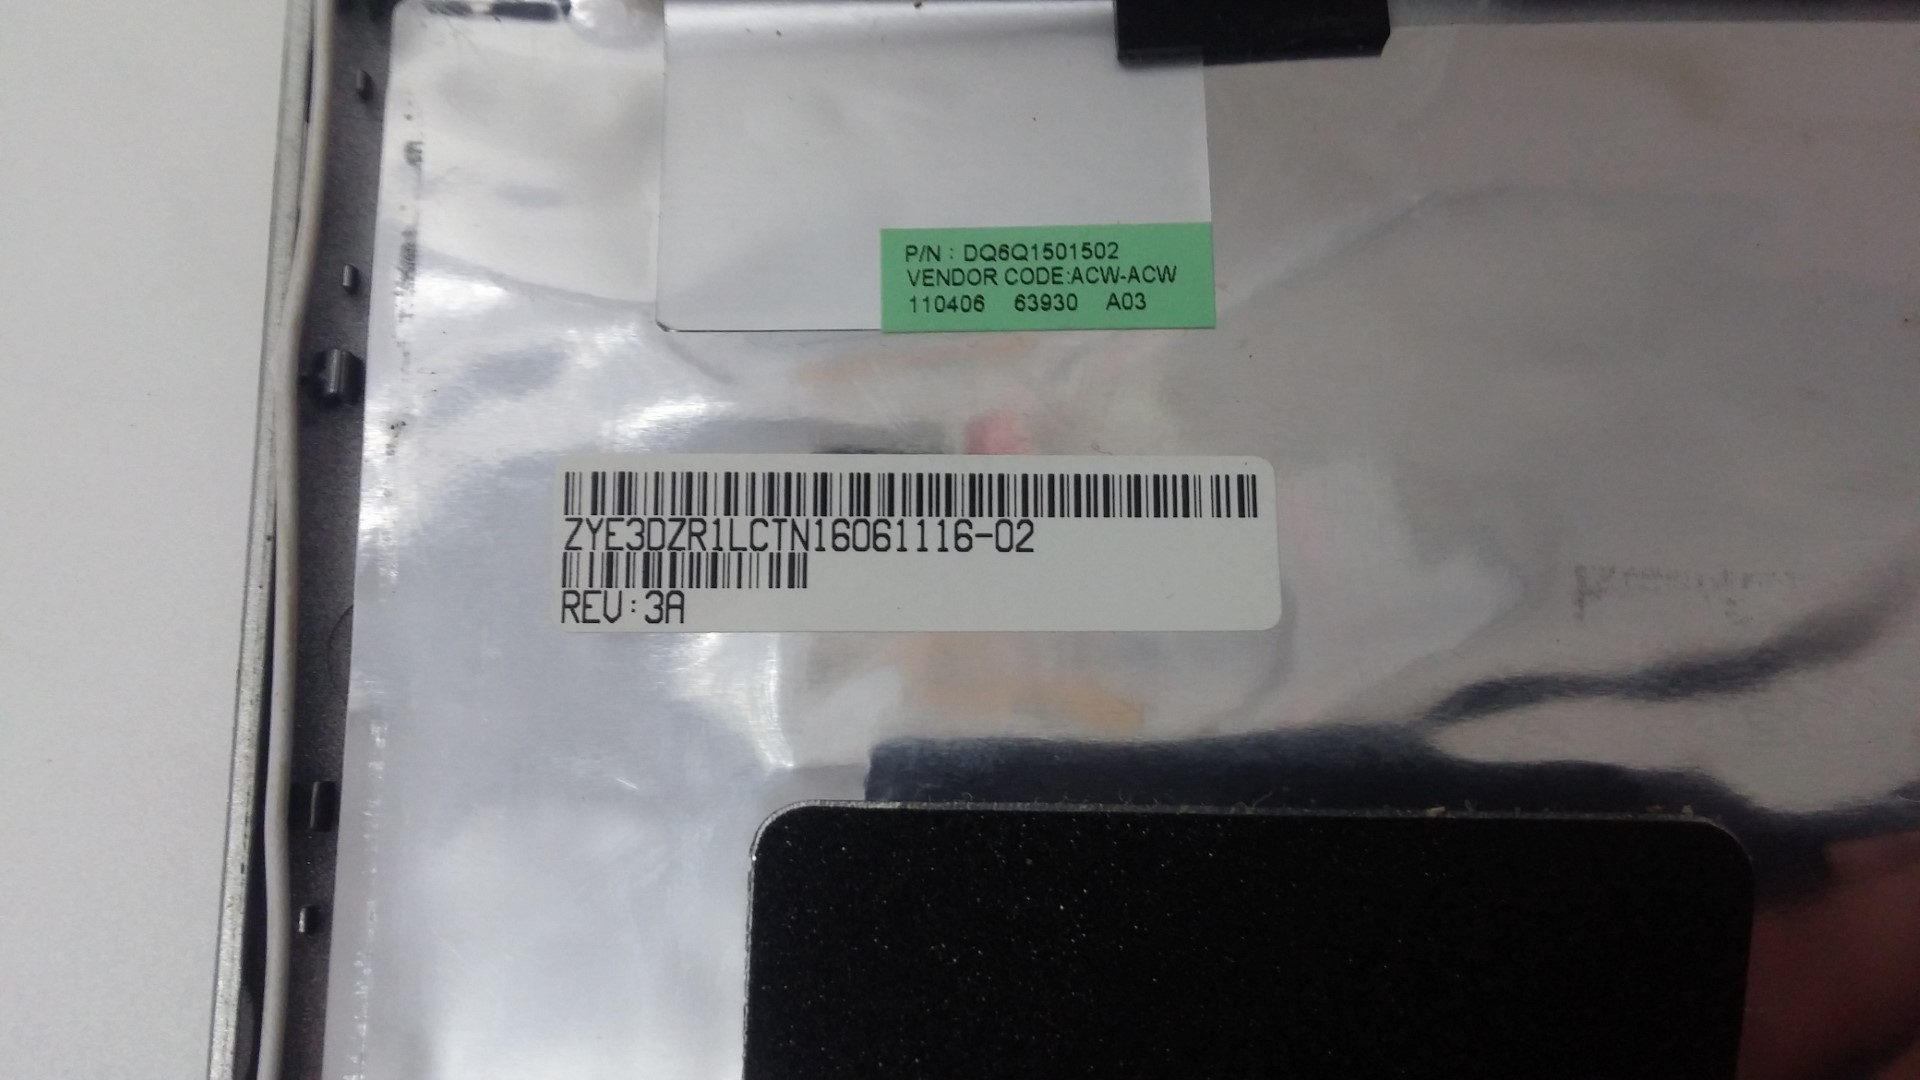 P/N : DQ6Q1501502
VENDOR CODE:ACW-ACW
110406 63930 A03
ZYE3DZR1LCTN16061116-02
REV:3A